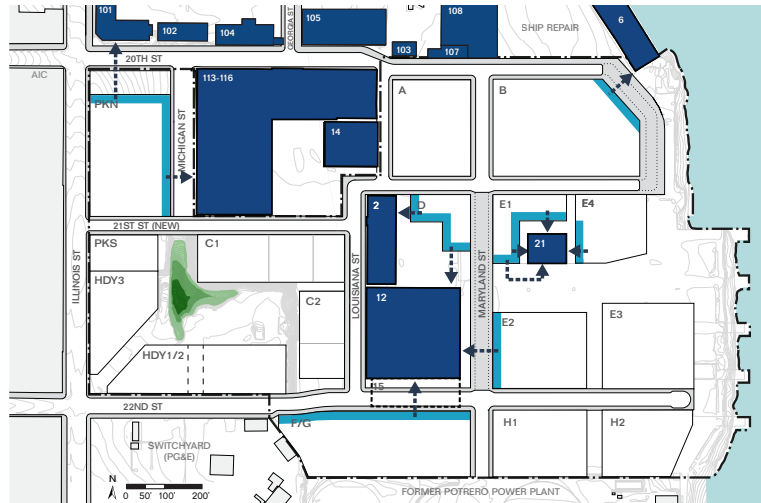 101
102
104
GEORGIA ST
105
103
108
107
SHIP REPAIR
6
20TH ST
AIC
PKN
MICHIGAN ST
113-116
14
A
B
2
D
E1
E4
21
21ST ST (NEW)
PKS
C1
HDY3
ILLINOIS ST
LOUISIANA ST
MARYLAND ST
12
C2
E2
E3
HDY1/2
15
22ND ST
F/G
H1
H2
SWITCHYARD
(PG&E)
N
0 50' 100' 200'
FORMER POTRERO POWER PLANT